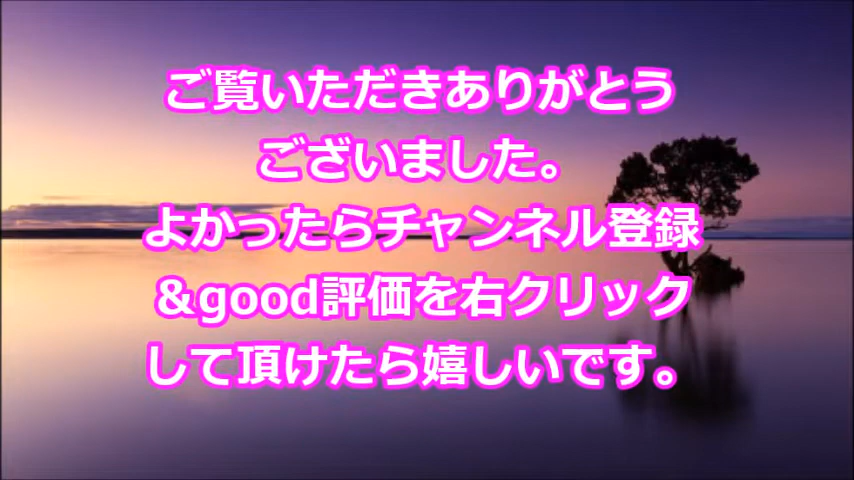 ご覧いただきありがとう
ございました。
よかったらチャンネル登録
&good評価を右クリック
して頂けたら嬉しいです。